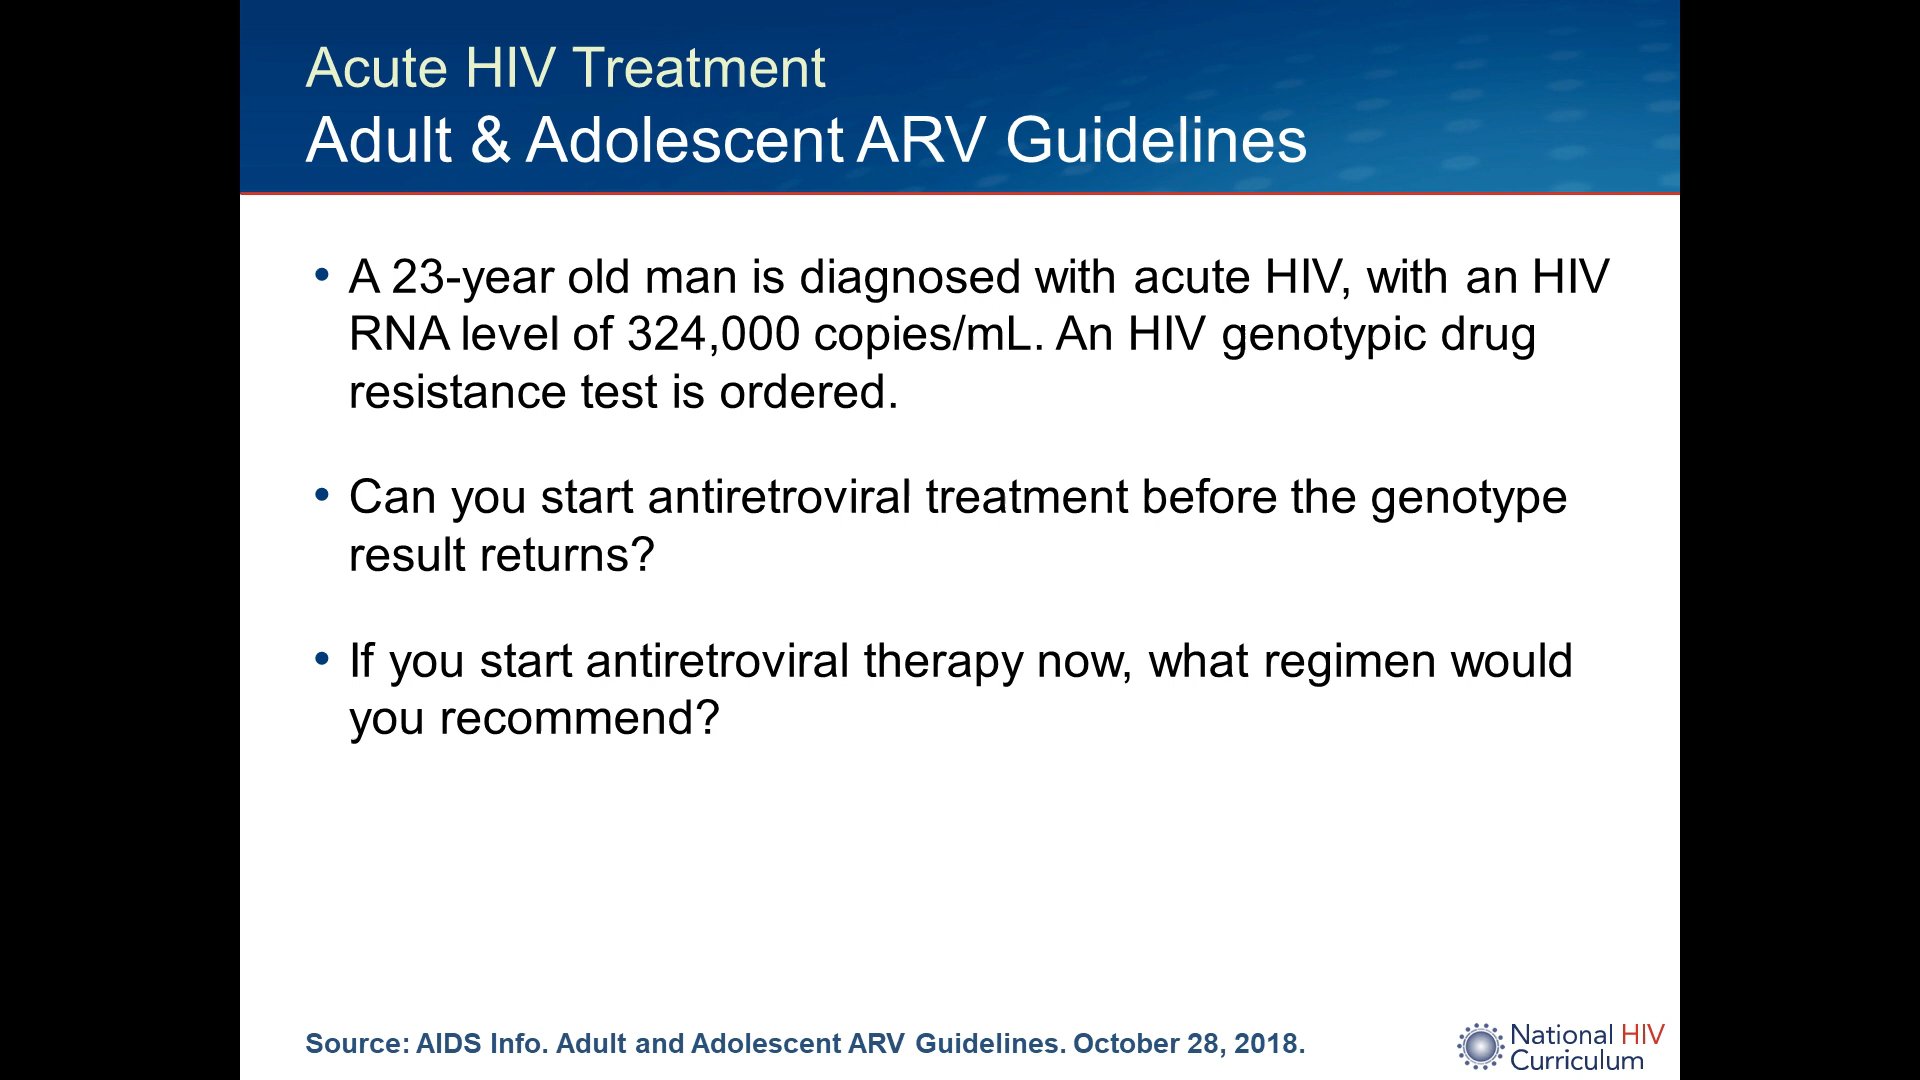 Acute HIV Treatment
Adult & Adolescent ARV Guidelines
• A 23-year old man is diagnosed with acute HIV, with an HIV
RNA level of 324,000 copies/mL. An HIV genotypic drug
resistance test is ordered.
• Can you start antiretroviral treatment before the genotype
result returns?
• If you start antiretroviral therapy now, what regimen would
you recommend?
Source: AIDS Info. Adult and Adolescent ARV Guidelines. October 28, 2018.
National HIV
Curriculum